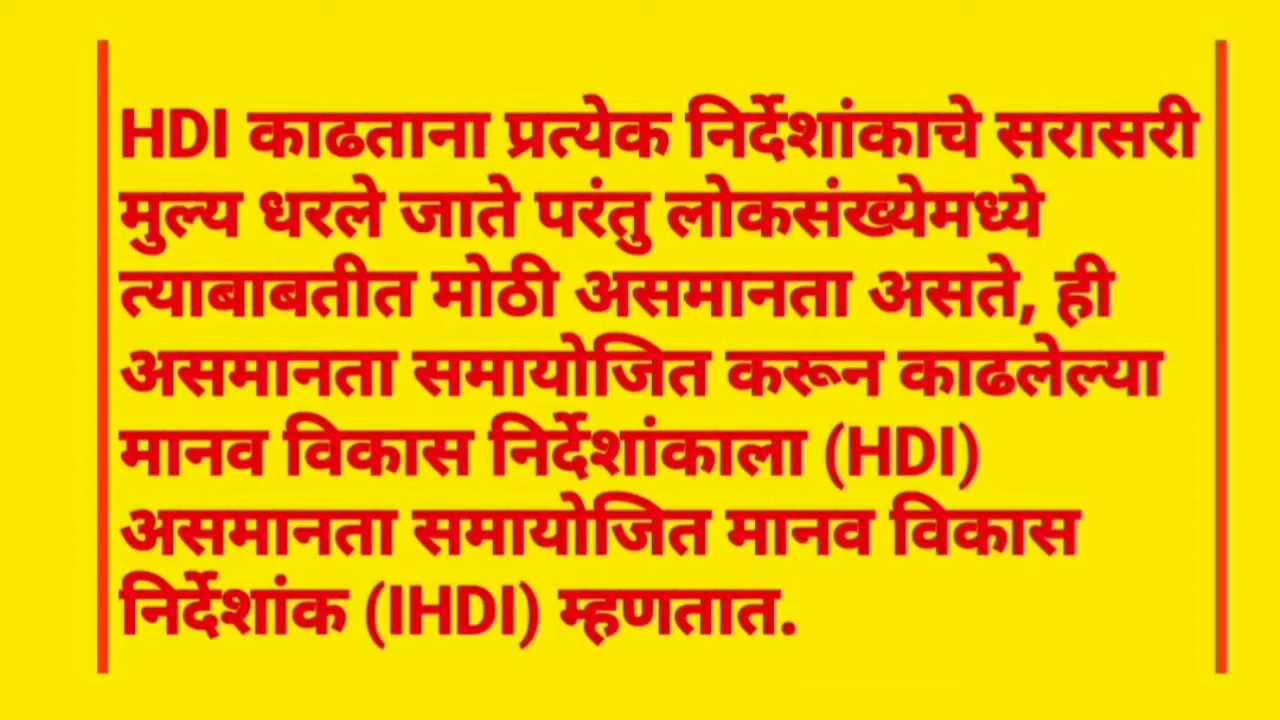 HDI काढताना प्रत्येक निर्देशांकाचे सरासरी
मुल्य धरले जाते परंतु लोकसंख्येमध्ये
त्याबाबतीत मोठी असमानता असते, ही
असमानता समायोजित करून काढलेल्या
मानव विकास निर्देशांकाला (HDI)
असमानता समायोजित मानव विकास
निर्देशांक (IHDI) म्हणतात.